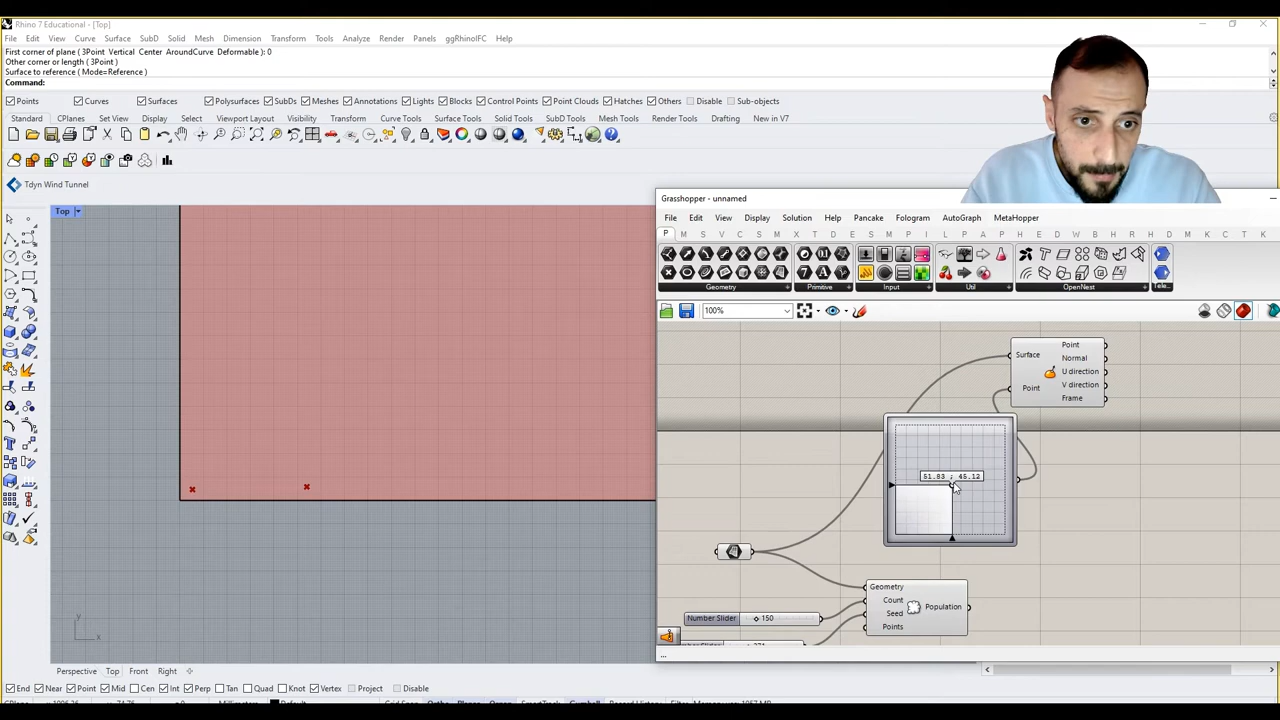 Rhino 7 Educational - [Top]
File Edit View Curve Surface SubD Solid Mesh Dimension Transform Tools Analyze Render Panels ggRhinoIFC Help
First corner of plane ( 3Point Vertical Center AroundCurve Deformable ): 0
Other corner or length ( 3Point )
Surface to reference ( Mode=Reference )
Command:
Points Curves Surfaces Polysurfaces SubDs Meshes Annotations Lights Blocks Control Points Point Clouds Hatches Others Disable Sub-objects
Standard CPlanes Set View Display Select Viewport Layout Visibility Transform Curve Tools Surface Tools Solid Tools SubD Tools Mesh Tools Render Tools Drafting New in V7
Tdyn Wind Tunnel
Top
Grasshopper - unnamed
File Edit View Display Solution Help Pancake Fologram AutoGraph MetaHopper
P M S V C S M I T D W L H F K L S I L P A P H E S O E R D B G M H C T K
Geometry Primitive Input Util OpenNest Tele..
100%
Point
Surface Normal
U direction
Point V direction
Frame
51.83 ; 45.12
Geometry
Count Population
Seed
Points
Number Slider 150
mber Slider 271
...
y
x
Perspective Top Front Right
End Near Point Mid Cen Int Perp Tan Quad Knot Vertex Project Disable